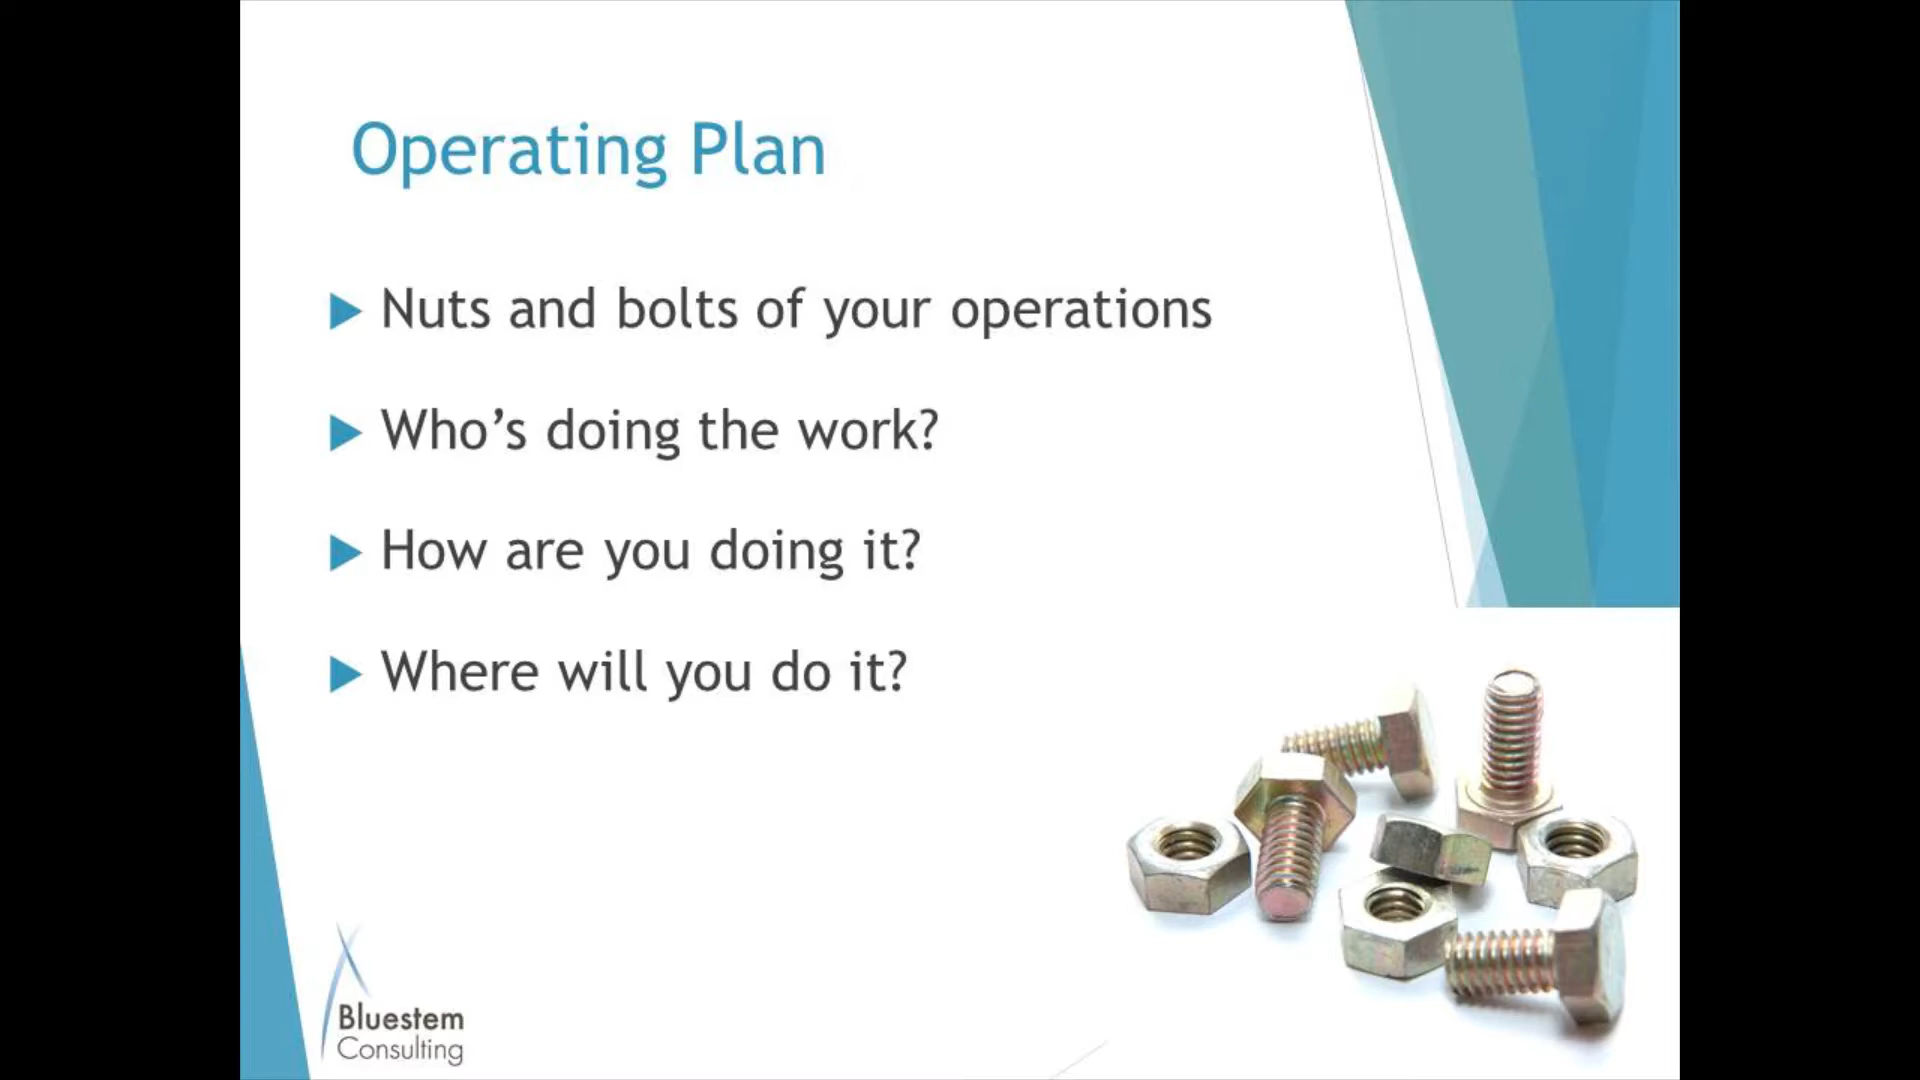 Operating Plan
Nuts and bolts of your operations
Who’s doing the work?
How are you doing it?
Where will you do it?
Bluestem
Consulting